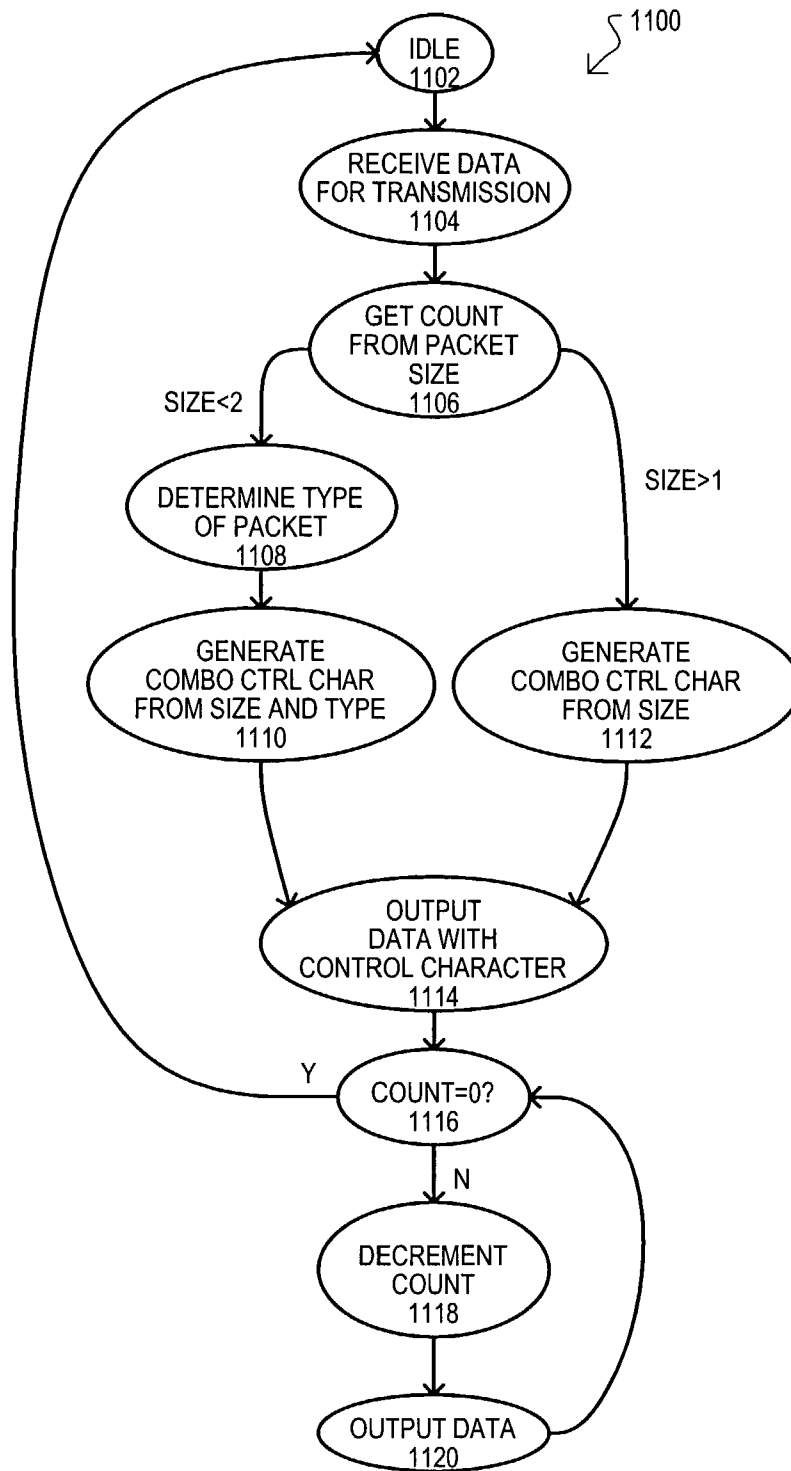 1100
IDLE
1102
RECEIVE DATA
FOR TRANSMISSION
1104
GET COUNT
FROM PACKET
SIZE
1106
SIZE<2
SIZE>1
DETERMINE TYPE
OF PACKET
1108
GENERATE
COMBO CTRL CHAR
FROM SIZE AND TYPE
1110
GENERATE
COMBO CTRL CHAR
FROM SIZE
1112
OUTPUT
DATA WITH
CONTROL CHARACTER
1114
Y
COUNT=0?
1116
N
DECREMENT
COUNT
1118
OUTPUT DATA
1120